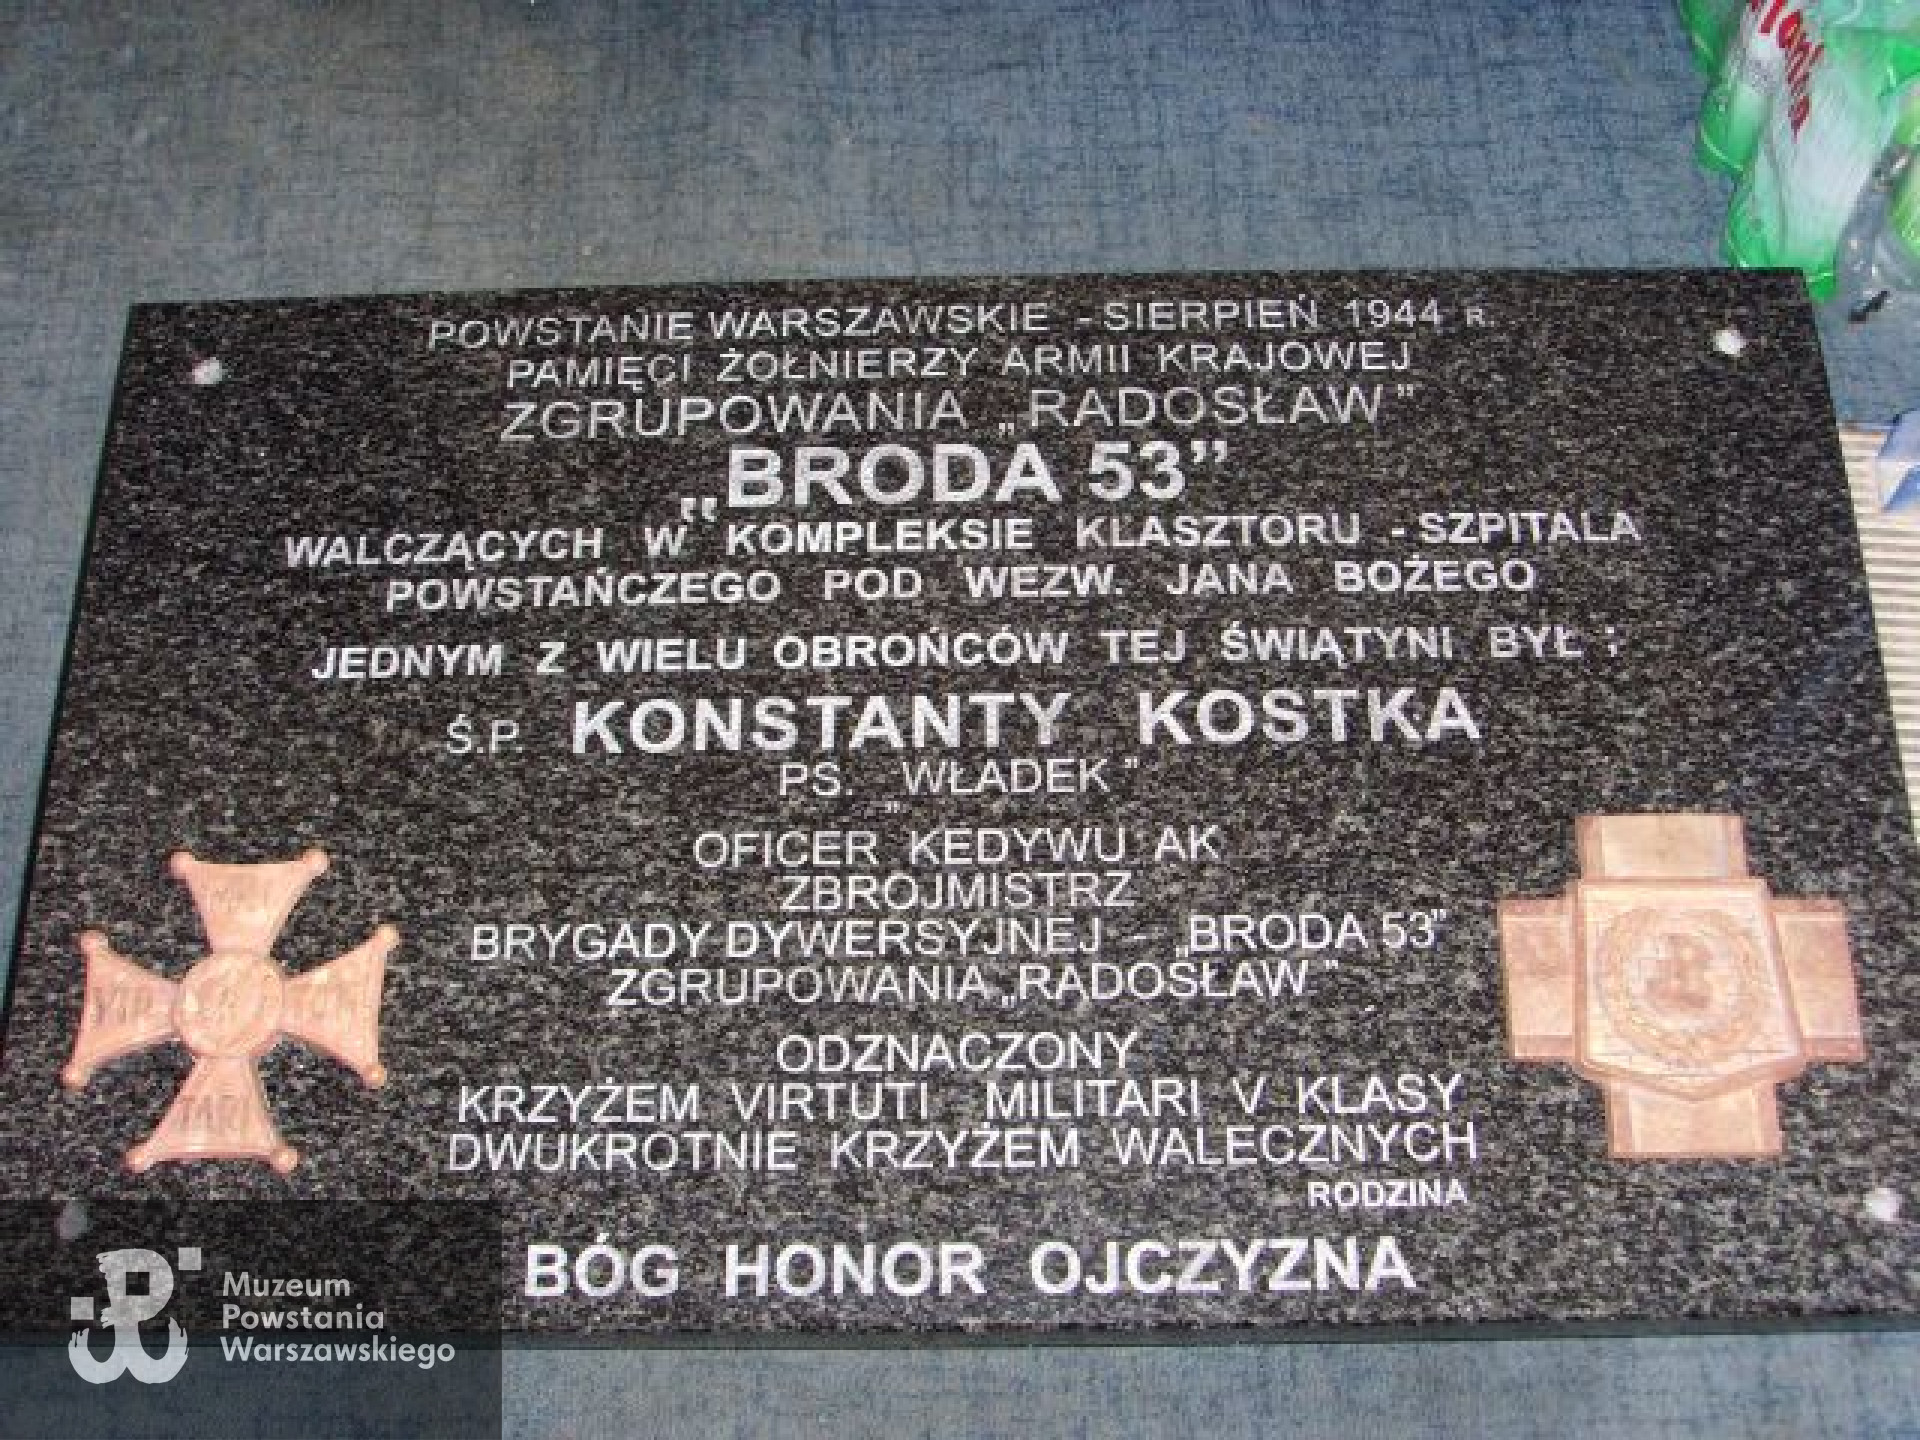 POWSTANIE WARSZAWSKIE - SIERPIEŃ 1944 R.
PAMIĘCI ŻOŁNIERZY ARMII KRAJOWEJ
ZGRUPOWANIA „RADOSŁAW”
„BRODA 53”
WALCZĄCYCH W KOMPLEKSIE KLASZTORU - SZPITALA
POWSTAŃCZEGO POD WEZW. JANA BOŻEGO
JEDNYM Z WIELU OBROŃCÓW TEJ ŚWIĄTYNI BYŁ ;
Ś.P. KONSTANTY KOSTKA
PS. „WŁADEK”
OFICER KEDYWU AK
ZBROJMISTRZ
BRYGADY DYWERSYJNEJ - „BRODA 53”
ZGRUPOWANIA „RADOSŁAW”
ODZNACZONY
KRZYŻEM VIRTUTI MILITARI V KLASY
DWUKROTNIE KRZYŻEM WALECZNYCH
RODZINA
BÓG HONOR OJCZYZNA
Muzeum
Powstania
Warszawskiego